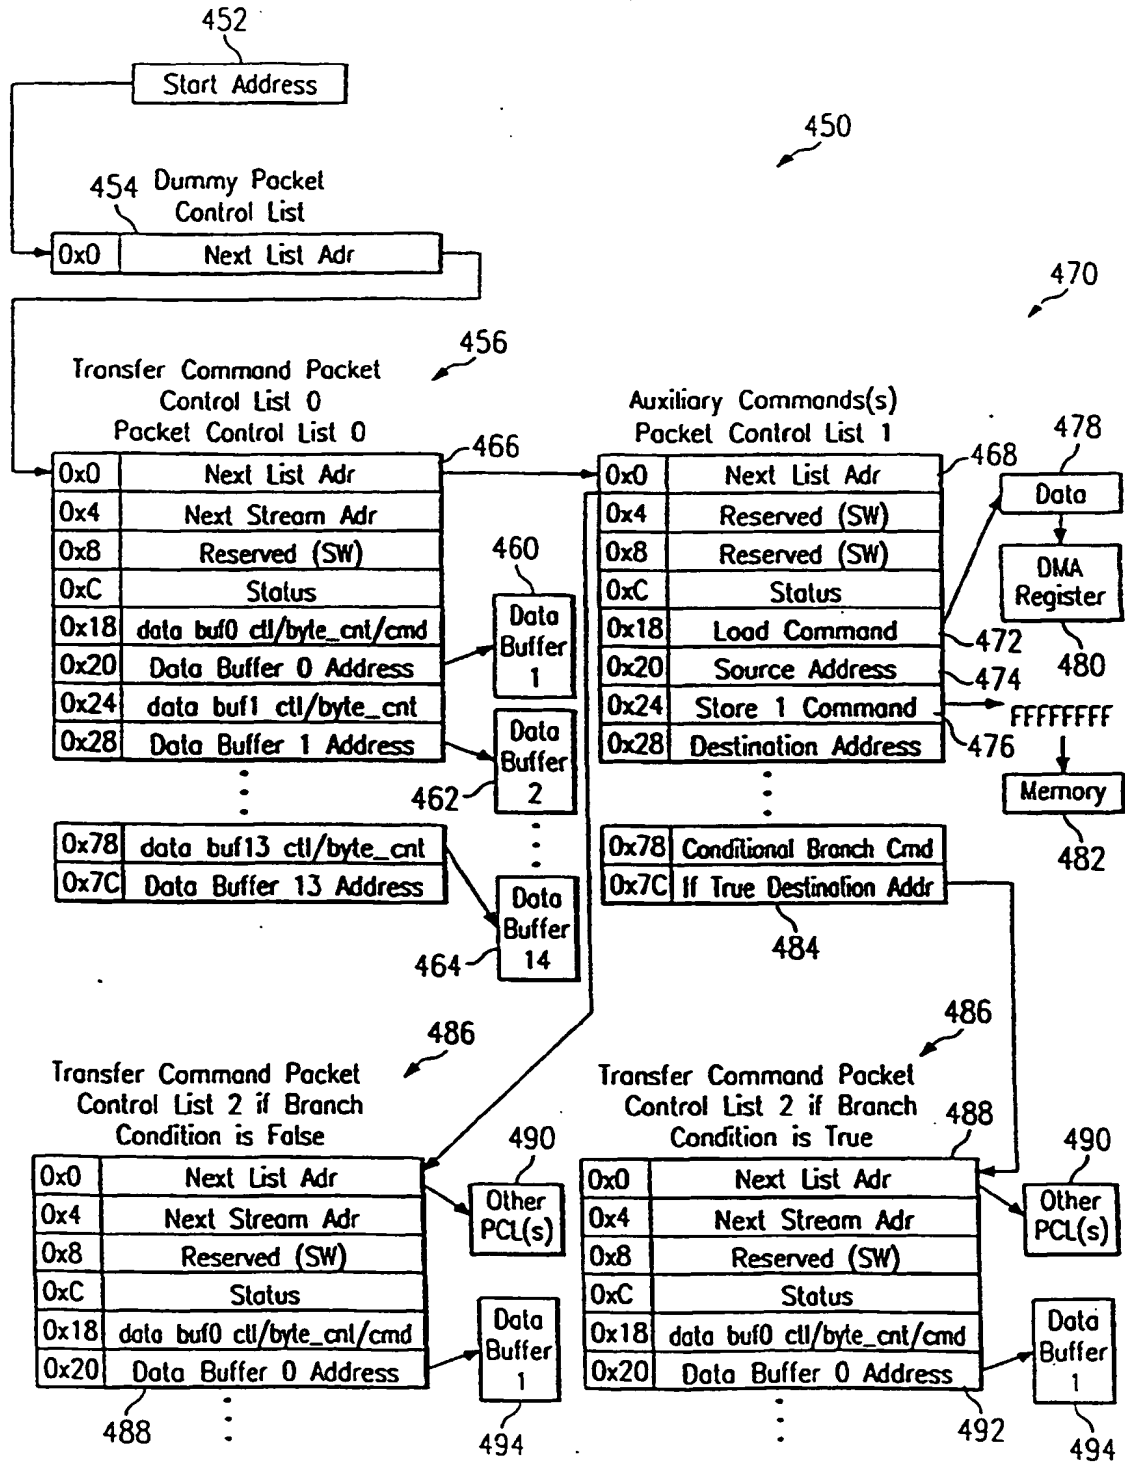 452
Start Address
450
454
Dummy Packet
Control List
0x0 Next List Adr
470
456
Transfer Command Packet
Control List 0
Packet Control List 0
466
0x0 Next List Adr
0x4 Next Stream Adr
0x8 Reserved (SW)
0xC Status
0x18 data buf0 ctl/byte_cnt/cmd
0x20 Data Buffer 0 Address
0x24 data buf1 ctl/byte_cnt
0x28 Data Buffer 1 Address
0x78 data buf13 ctl/byte_cnt
0x7C Data Buffer 13 Address
460
Data
Buffer
1
Data
Buffer
2
462
Data
Buffer
14
464
Auxiliary Commands(s)
Packet Control List 1
468
0x0 Next List Adr
0x4 Reserved (SW)
0x8 Reserved (SW)
0xC Status
0x18 Load Command
0x20 Source Address
0x24 Store 1 Command
0x28 Destination Address
0x78 Conditional Branch Cmd
0x7C If True Destination Addr
484
478
Data
DMA
Register
480
472
474
476
FFFFFFFF
Memory
482
486
Transfer Command Packet
Control List 2 if Branch
Condition is False
0x0 Next List Adr
0x4 Next Stream Adr
0x8 Reserved (SW)
0xC Status
0x18 data buf0 ctl/byte_cnt/cmd
0x20 Data Buffer 0 Address
488
490
Other
PCL(s)
Data
Buffer
1
494
486
Transfer Command Packet
Control List 2 if Branch
Condition is True
488
0x0 Next List Adr
0x4 Next Stream Adr
0x8 Reserved (SW)
0xC Status
0x18 data buf0 ctl/byte_cnt/cmd
0x20 Data Buffer 0 Address
492
490
Other
PCL(s)
Data
Buffer
1
494